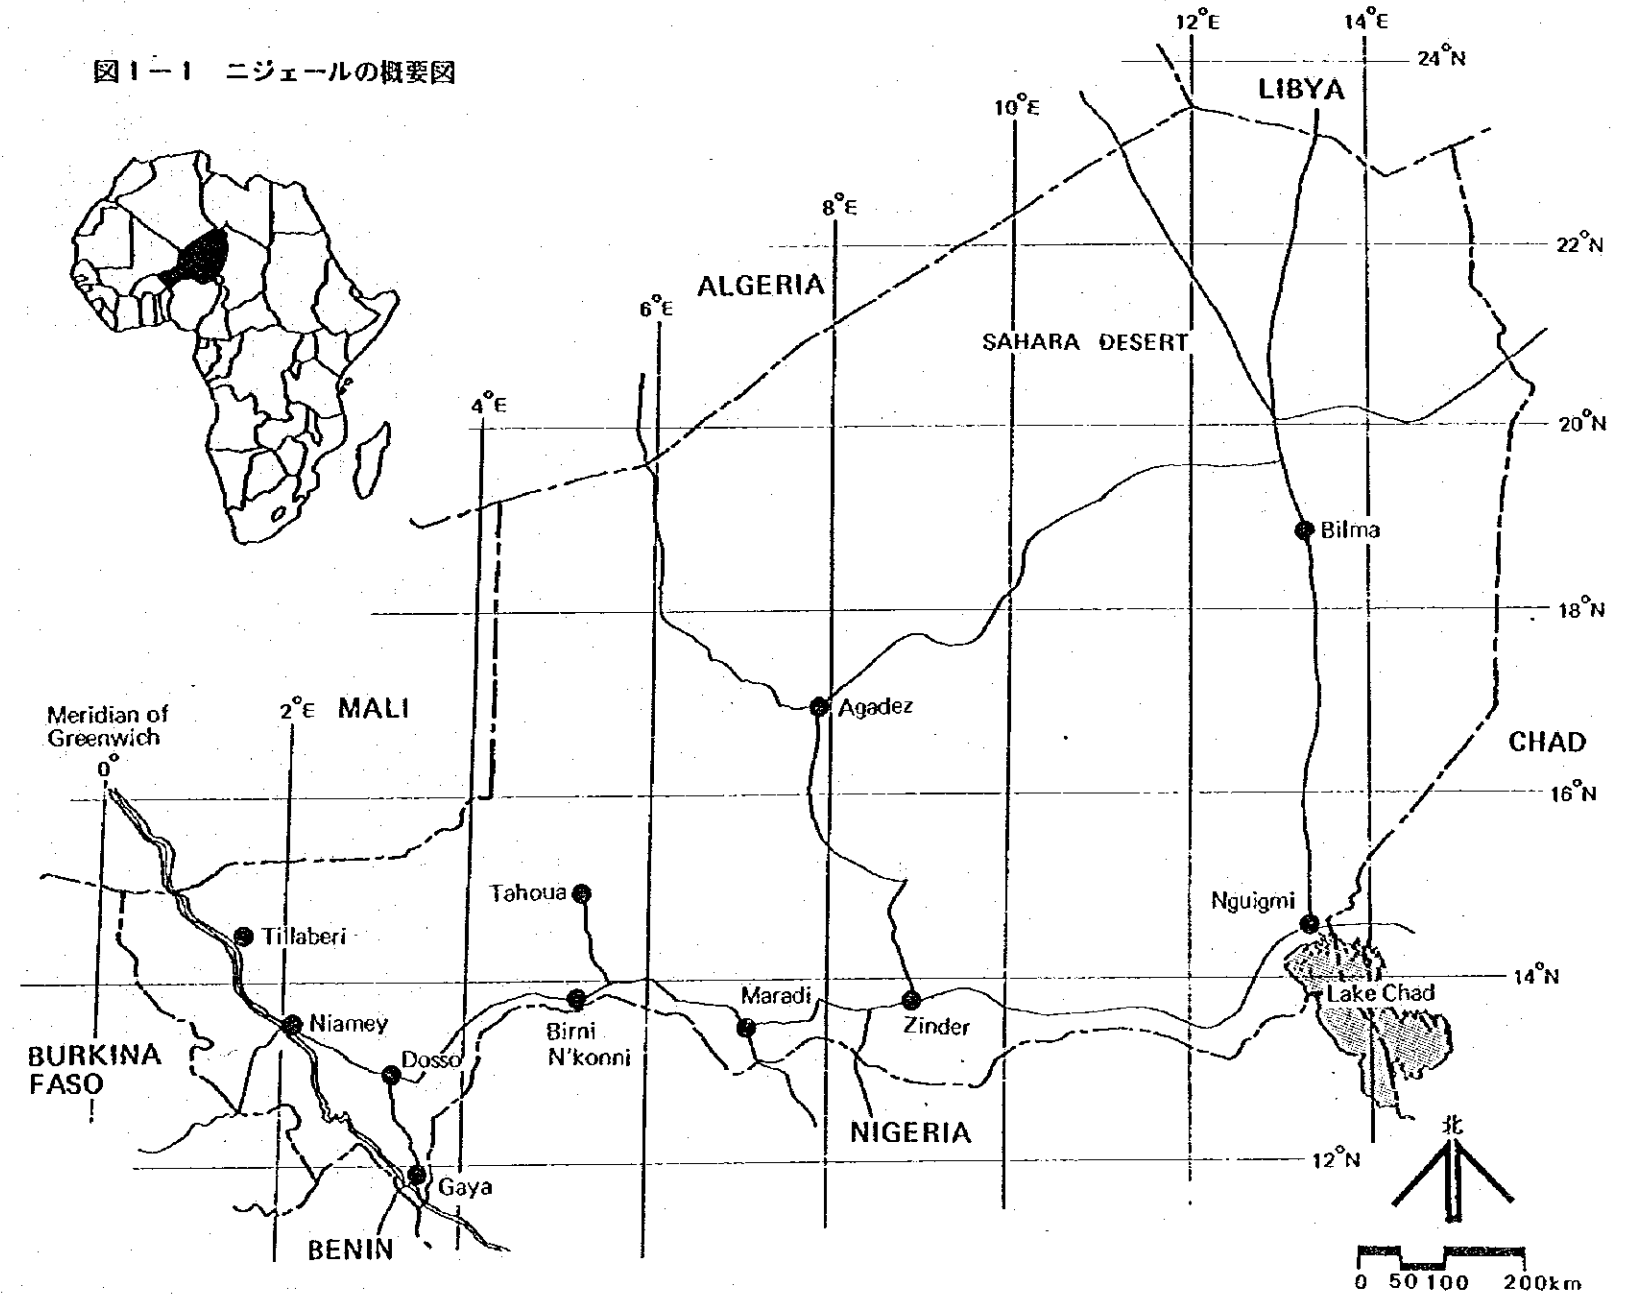 図1-1 ニジェールの概要図
12°E
14°E
24°N
LIBYA
10°E
8°E
22°N
ALGERIA
6°E
SAHARA DESERT
4°E
20°N
Bilma
18°N
Meridian of
Greenwich
0°
2°E
MALI
Agadez
CHAD
16°N
Tahoua
Nguigmi
Tillaberi
14°N
Maradi
Lake Chad
Niamey
Birni
N'konni
Zinder
BURKINA
FASO
Dosso
NIGERIA
北
12°N
Gaya
BENIN
0 50 100 200km